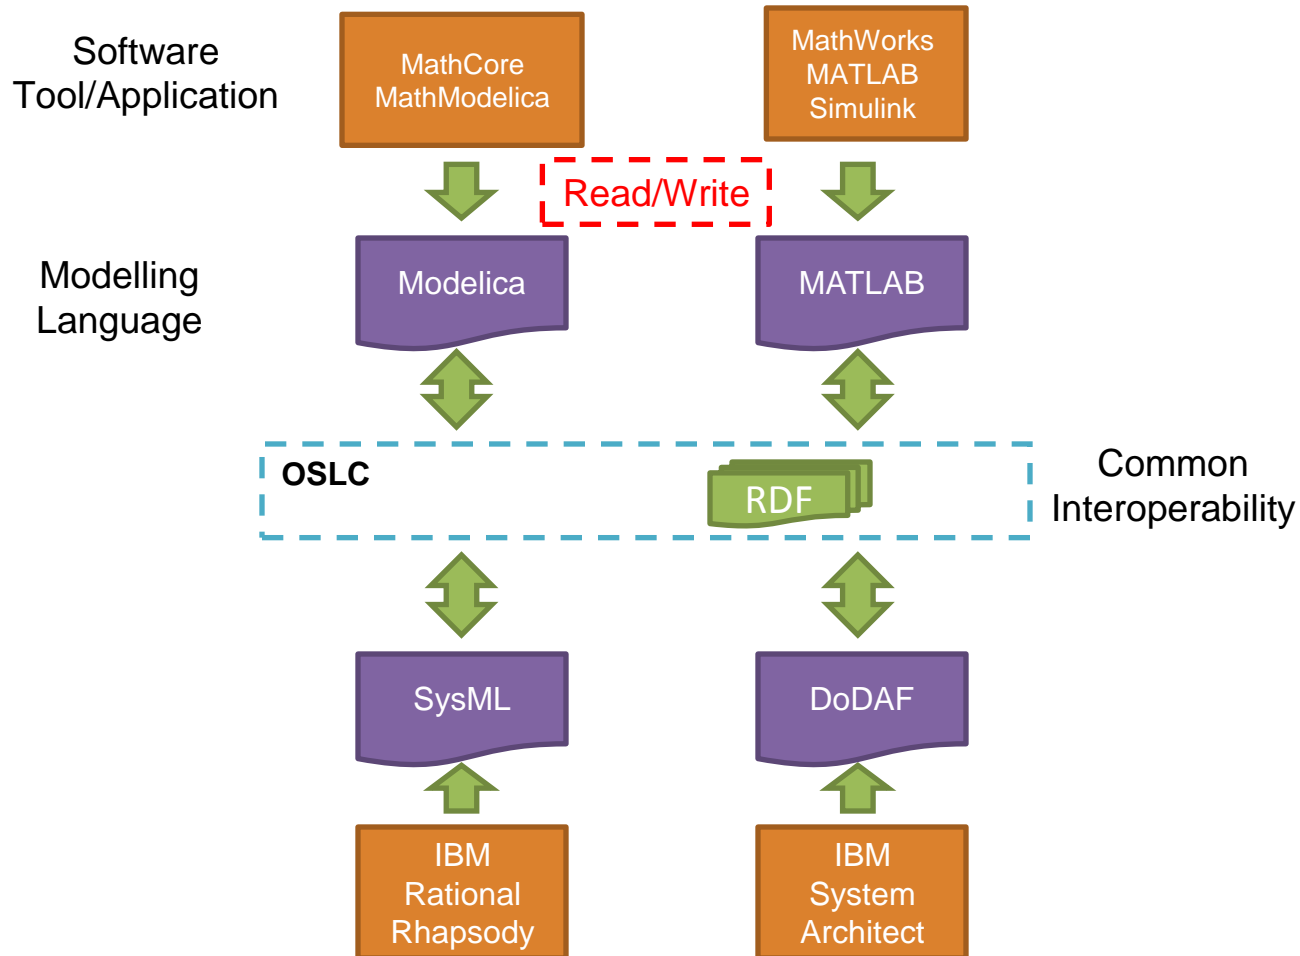 Software
Tool/Application
MathCore
MathModelica
MathWorks
MATLAB
Simulink
Read/Write
Modelling
Language
Modelica
MATLAB
OSLC
RDF
Common
Interoperability
SysML
DoDAF
IBM
Rational
Rhapsody
IBM
System
Architect